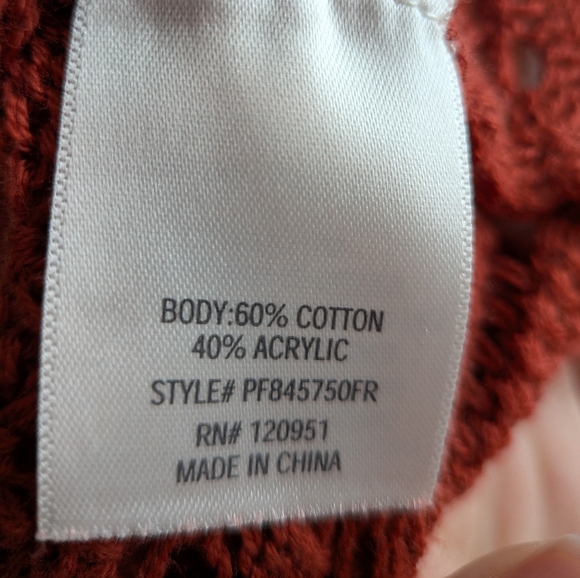 BODY:60% COTTON
40% ACRYLIC
STYLE# PF845750FR
RN# 120951
MADE IN CHINA